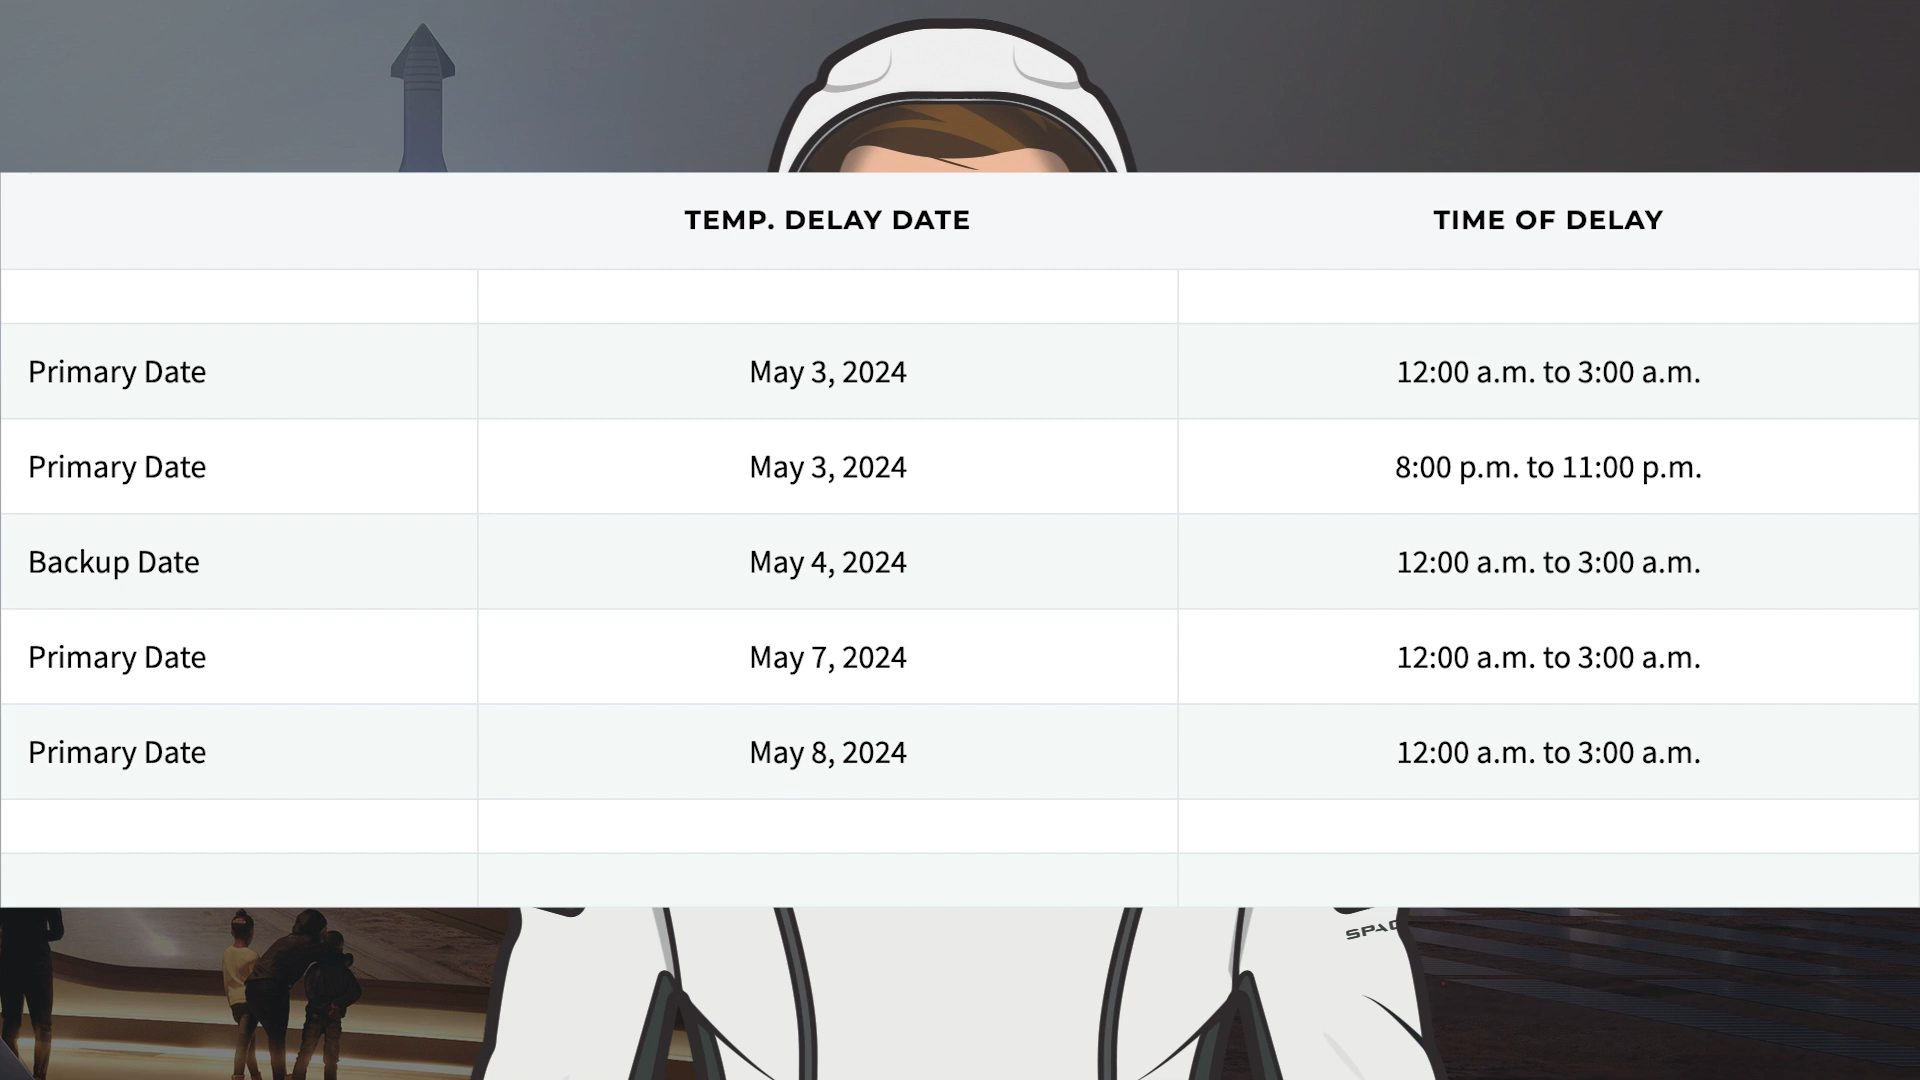 TEMP. DELAY DATE TIME OF DELAY
Primary Date May 3, 2024 12:00 a.m. to 3:00 a.m.
Primary Date May 3, 2024 8:00 p.m. to 11:00 p.m.
Backup Date May 4, 2024 12:00 a.m. to 3:00 a.m.
Primary Date May 7, 2024 12:00 a.m. to 3:00 a.m.
Primary Date May 8, 2024 12:00 a.m. to 3:00 a.m.